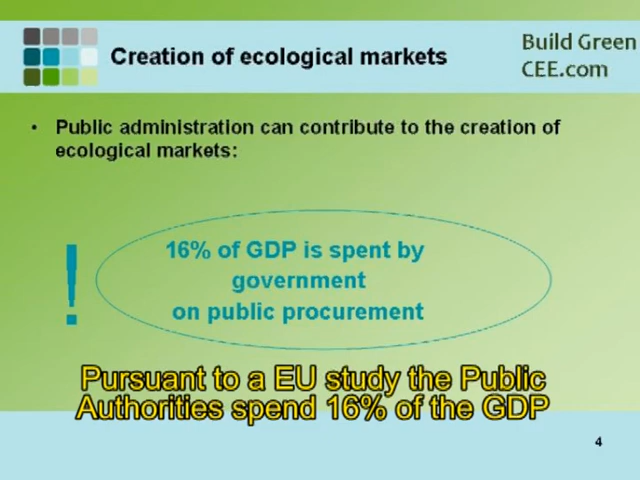 Creation of ecological markets
Build Green
CEE.com
• Public administration can contribute to the creation of
ecological markets:
!
16% of GDP is spent by
government
on public procurement
Pursuant to a EU study the Public
Authorities spend 16% of the GDP
4